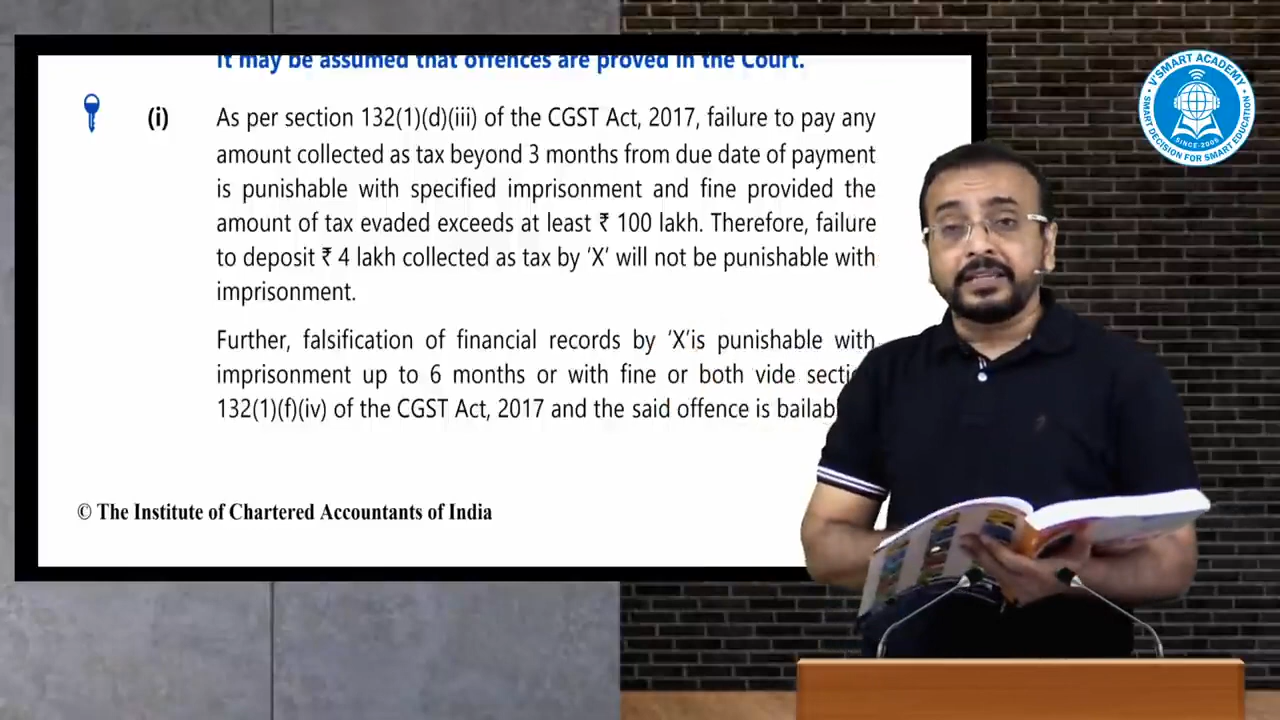 It may be assumed that offences are proved in the Court.
(i) As per section 132(1)(d)(iii) of the CGST Act, 2017, failure to pay any
amount collected as tax beyond 3 months from due date of payment
is punishable with specified imprisonment and fine provided the
amount of tax evaded exceeds at least ₹ 100 lakh. Therefore, failure
to deposit ₹ 4 lakh collected as tax by ‘X’ will not be punishable with
imprisonment.
Further, falsification of financial records by ‘X’is punishable with
imprisonment up to 6 months or with fine or both vide
132(1)(f)(iv) of the CGST Act, 2017 and the said offence is
© The Institute of Chartered Accountants of India
V'SMART ACADEMY
SMART DECISION FOR SMART EDUCATION
SINCE-2005